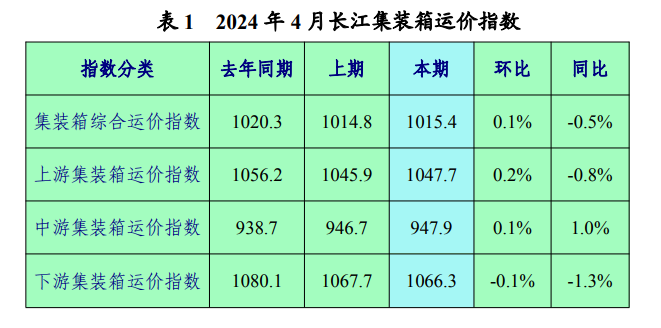 表 1 2024 年 4 月长江集装箱运价指数
指数分类 去年同期 上期 本期 环比 同比
集装箱综合运价指数 1020.3 1014.8 1015.4 0.1% -0.5%
上游集装箱运价指数 1056.2 1045.9 1047.7 0.2% -0.8%
中游集装箱运价指数 938.7 946.7 947.9 0.1% 1.0%
下游集装箱运价指数 1080.1 1067.7 1066.3 -0.1% -1.3%